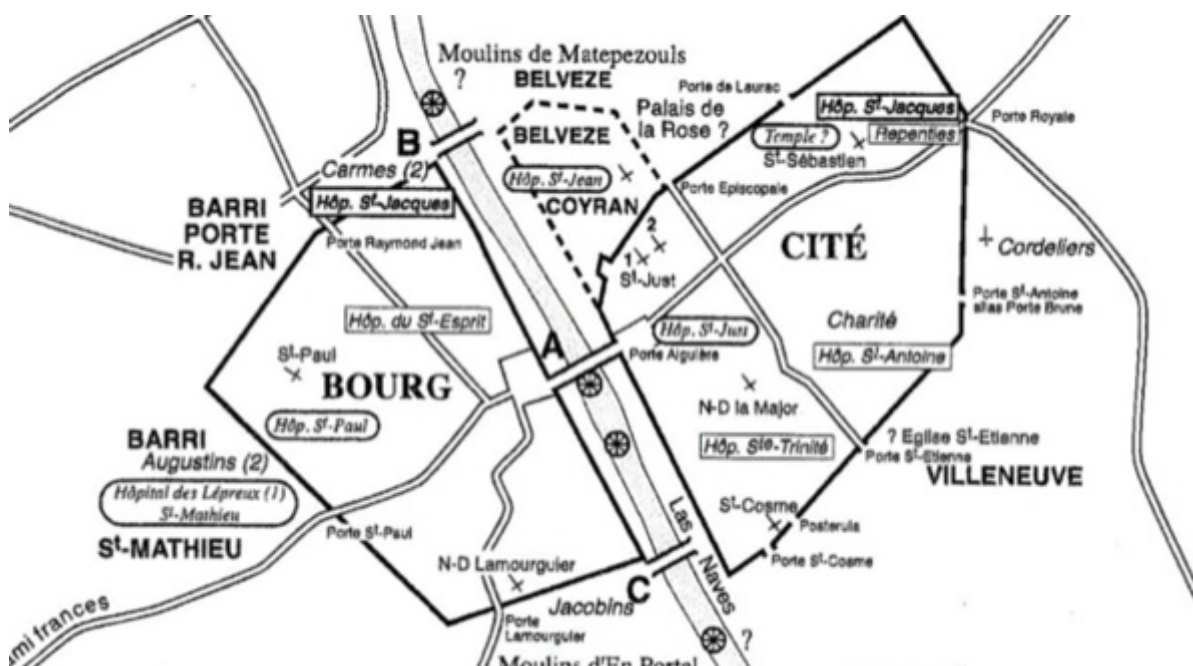 Moulins de Matepezouls
?
BELVEZE
Porte de Laurac
Palais de
la Rose ?
Hôp. Sᵗ-Jacques
Porte Royale
Temple ?
Repenties
Sᵗ-Sébastien
B
BELVEZE
Carmes (2)
Hôp. Sᵗ-Jean
Porte Episcopale
Hôp. Sᵗ-Jacques
COYRAN
BARRI
PORTE
R. JEAN
Porte Raymond Jean
2
1
Sᵗ-Just
CITÉ
Cordeliers
Porte Sᵗ-Antoine
alias Porte Brune
Hôp. du Sᵗ-Esprit
Hôp. Sᵗ-Just
Charité
A
Porte Aiguière
Hôp. Sᵗ-Antoine
Sᵗ-Paul
BOURG
N-D la Major
Hôp. Sᵗ-Paul
Hôp. Sᵗᵉ-Trinité
? Eglise Sᵗ-Etienne
Porte Sᵗ-Etienne
VILLENEUVE
BARRI
Augustins (2)
Hôpital des Lépreux (1)
Sᵗ-Mathieu
Sᵗ-MATHIEU
Porte Sᵗ-Paul
Sᵗ-Cosme
Posterula
Porte Sᵗ-Cosme
Las Naves
N-D Lamourguier
C
Jacobins
Porte
Lamourguier
mi frances
?
Moulins d'En Portal